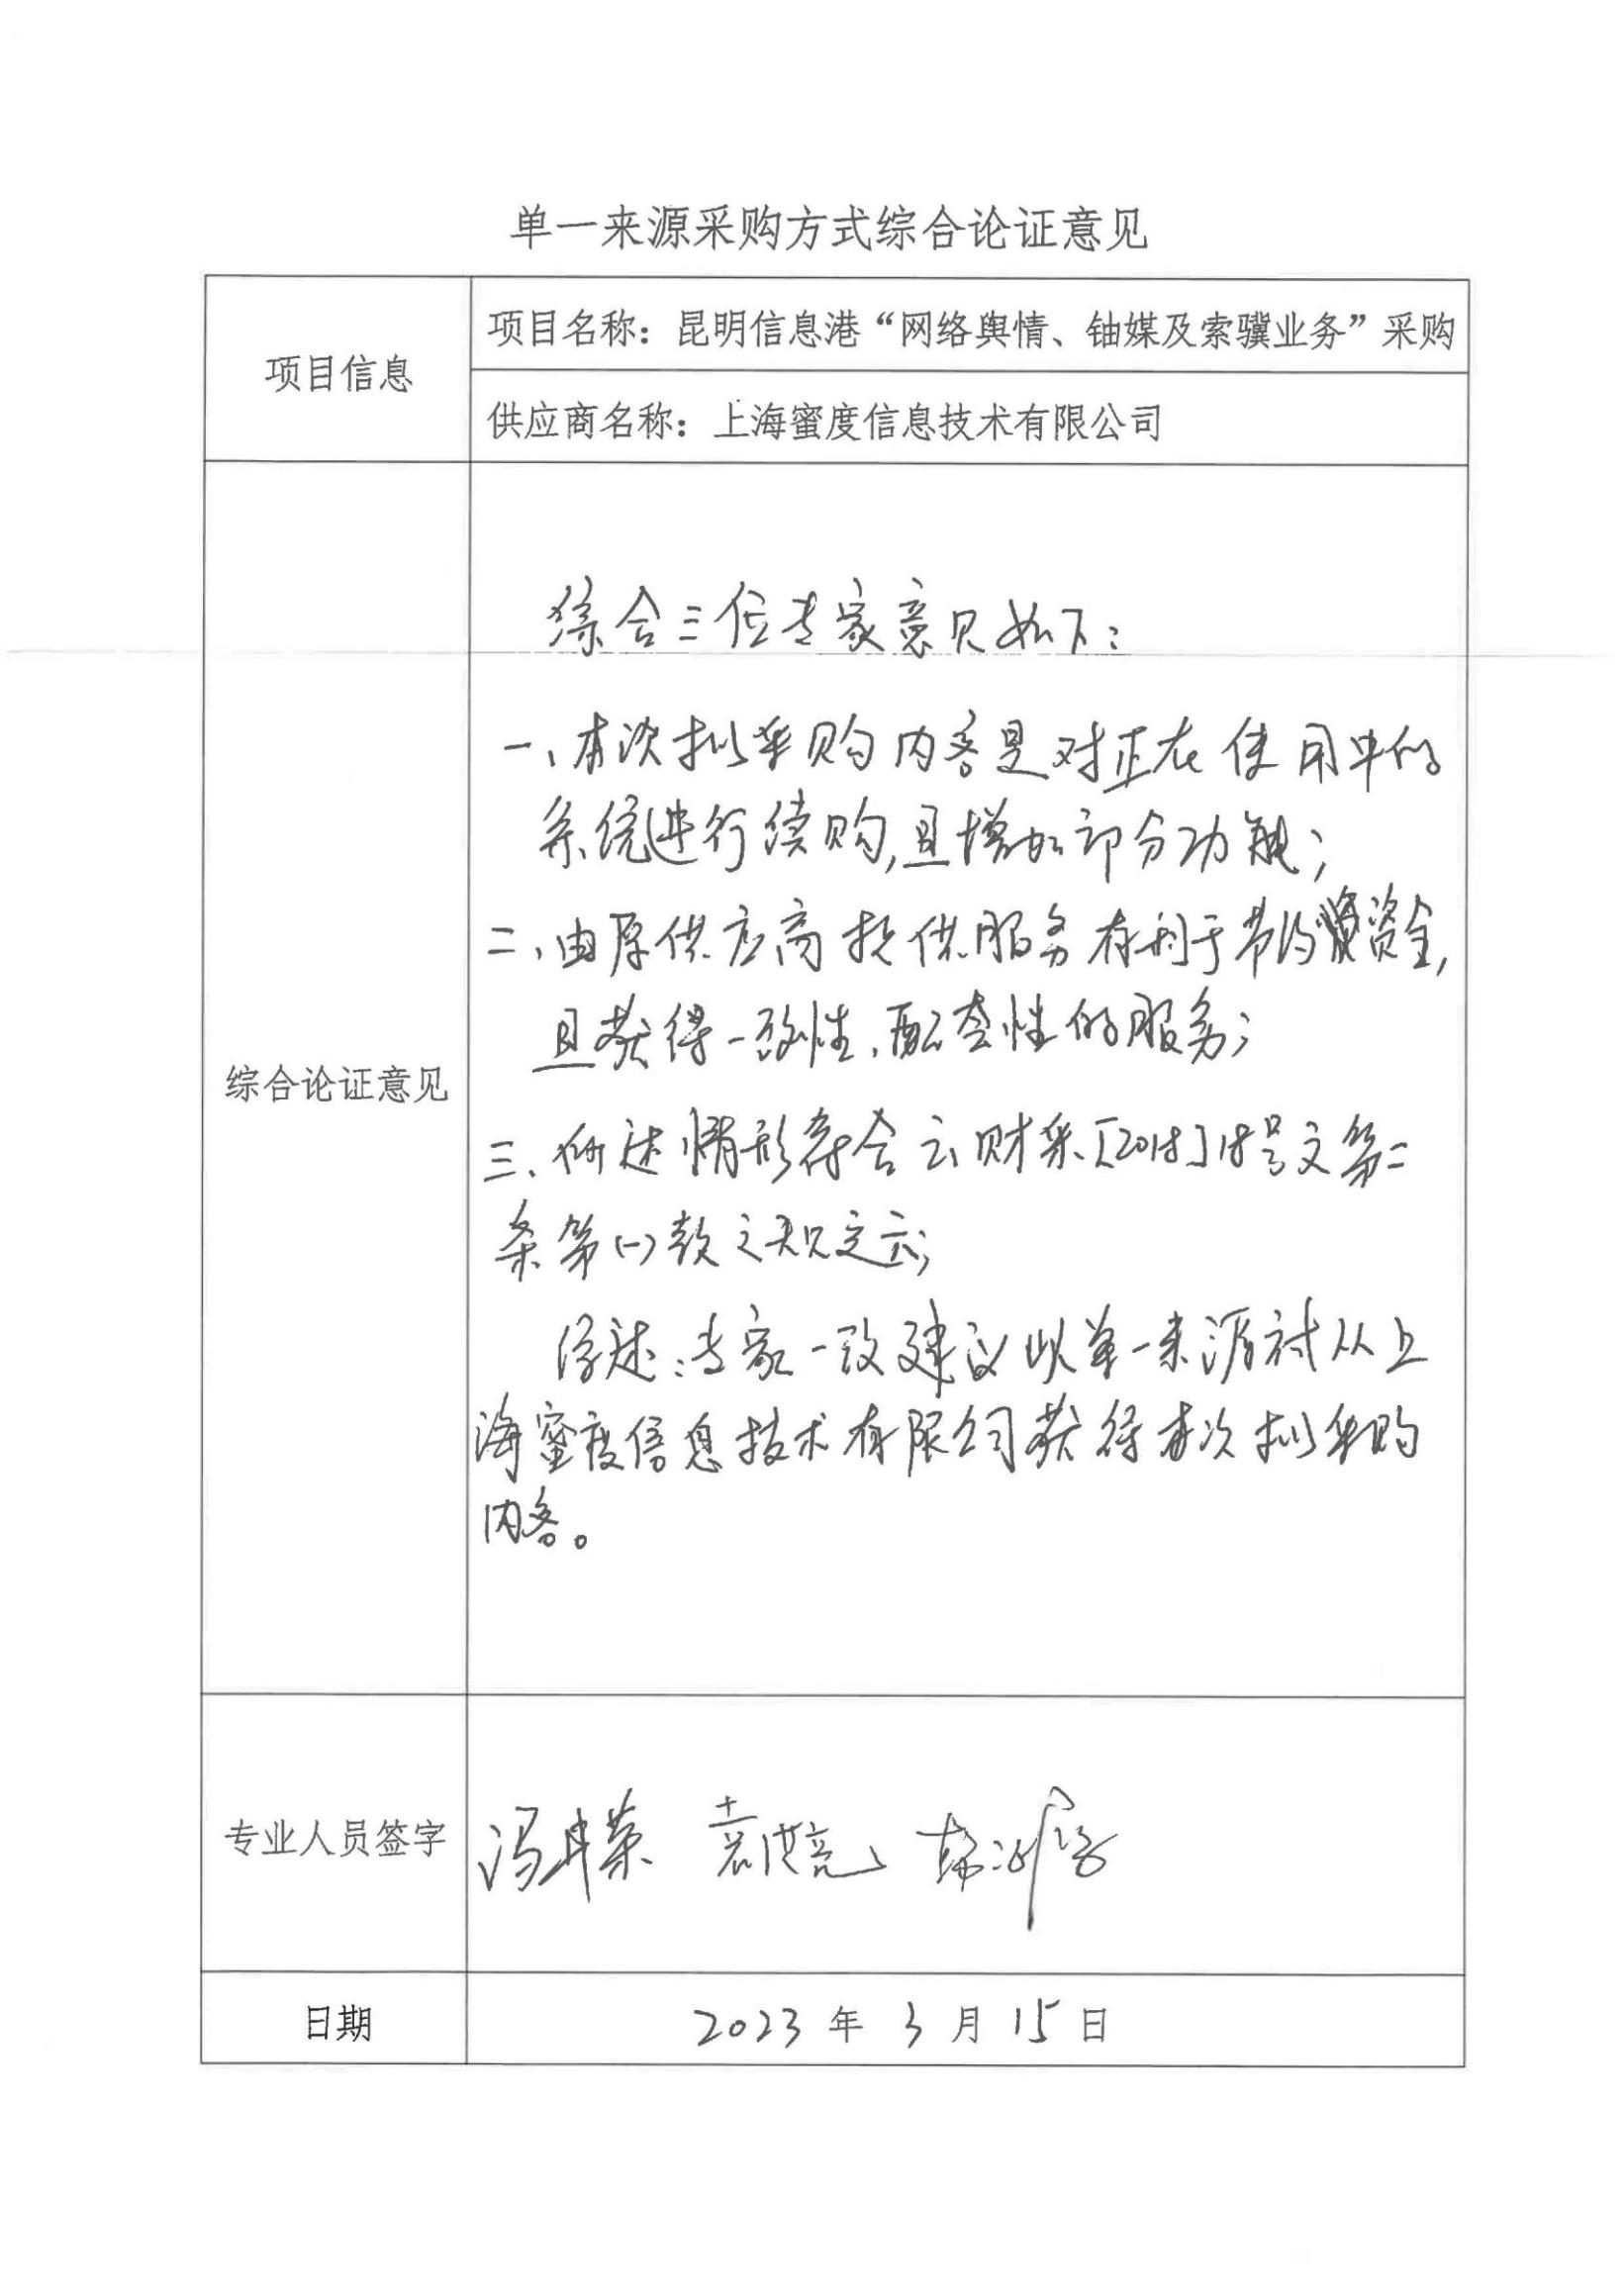 单一来源采购方式综合论证意见
项目信息
项目名称：昆明信息港“网络舆情、铀媒及索骥业务”采购
供应商名称：上海蜜度信息技术有限公司
综合论证意见
综合三位专家意见如下：
一、本次拟采购内容是对正在使用中的
系统进行续购，且增加部分功能；
二、由原供应商提供服务有利于节约资金，
且获得一致性、配套性的服务；
三、所述情形符合云财采[2018]18号文第二
条第(一)款之规定六；
综述：专家一致建议以单一来源方式从上
海蜜度信息技术有限公司获得本次拟采购
内容。
专业人员签字
袁洪亮
日期
2023年3月15日